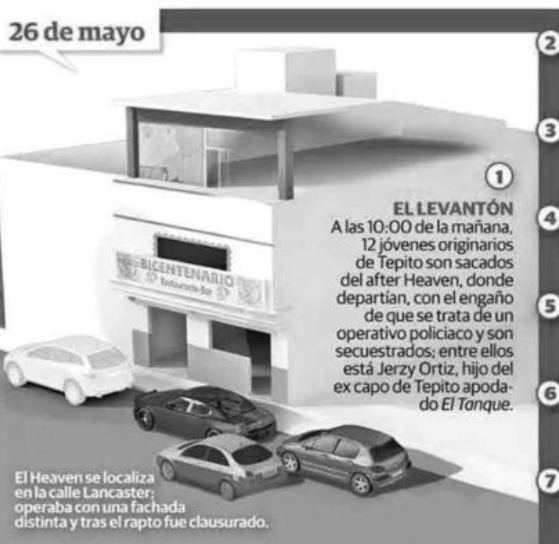 26 de mayo
BICENTENARIO
Restaurante-Bar
1
EL LEVANTÓN
A las 10:00 de la mañana,
12 jóvenes originarios
de Tepito son sacados
del after Heaven, donde
departían, con el engaño
de que se trata de un
operativo policiaco y son
secuestrados; entre ellos
está Jerzy Ortiz, hijo del
ex capo de Tepito apoda-
do El Tanque.
El Heaven se localiza
en la calle Lancaster;
operaba con una fachada
distinta y tras el rapto fue clausurado.
2
3
4
5
6
7